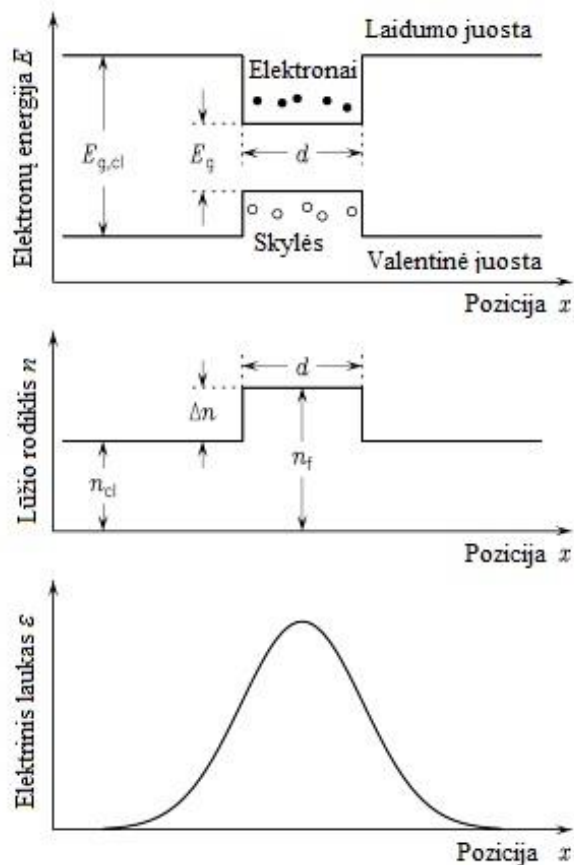 Elektronų energija E
Laidumo juosta
Elektronai
E_g,cl
E_g
d
Skylės
Valentinė juosta
Pozicija x
Lūžio rodiklis n
d
Δn
n_cl
n_f
Pozicija x
Elektrinis laukas ε
Pozicija x